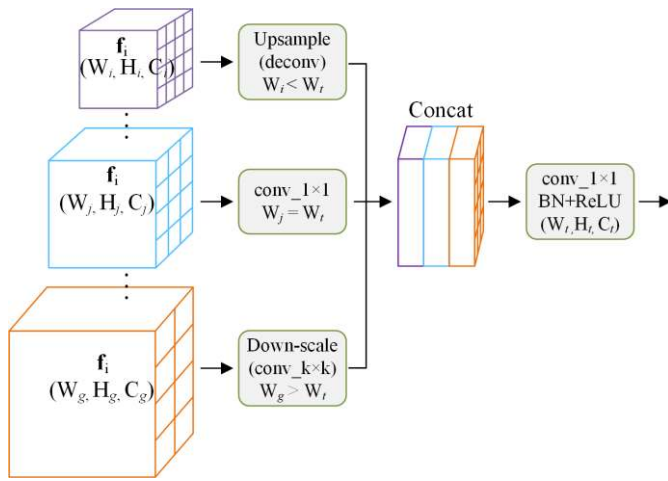 f_i
(W_i, H_i, C_i)
Upsample
(deconv)
W_i < W_t
f_i
(W_j, H_j, C_j)
conv_1×1
W_j = W_t
f_i
(W_g, H_g, C_g)
Down-scale
(conv_k×k)
W_g > W_t
Concat
conv_1×1
BN+ReLU
(W_t, H_t, C_t)